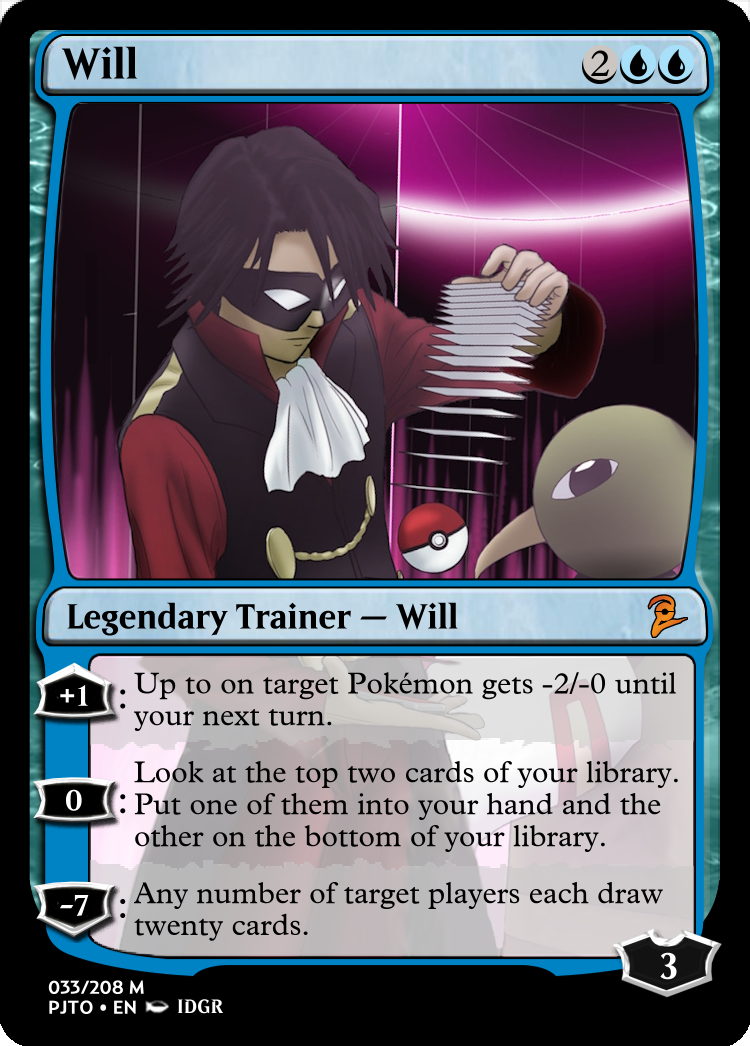 Will 2
Legendary Trainer — Will
+1 : Up to on target Pokémon gets -2/-0 until
your next turn.
0 : Look at the top two cards of your library.
Put one of them into your hand and the
other on the bottom of your library.
-7 : Any number of target players each draw
twenty cards.
3
033/208 M
PJTO • EN IDGR